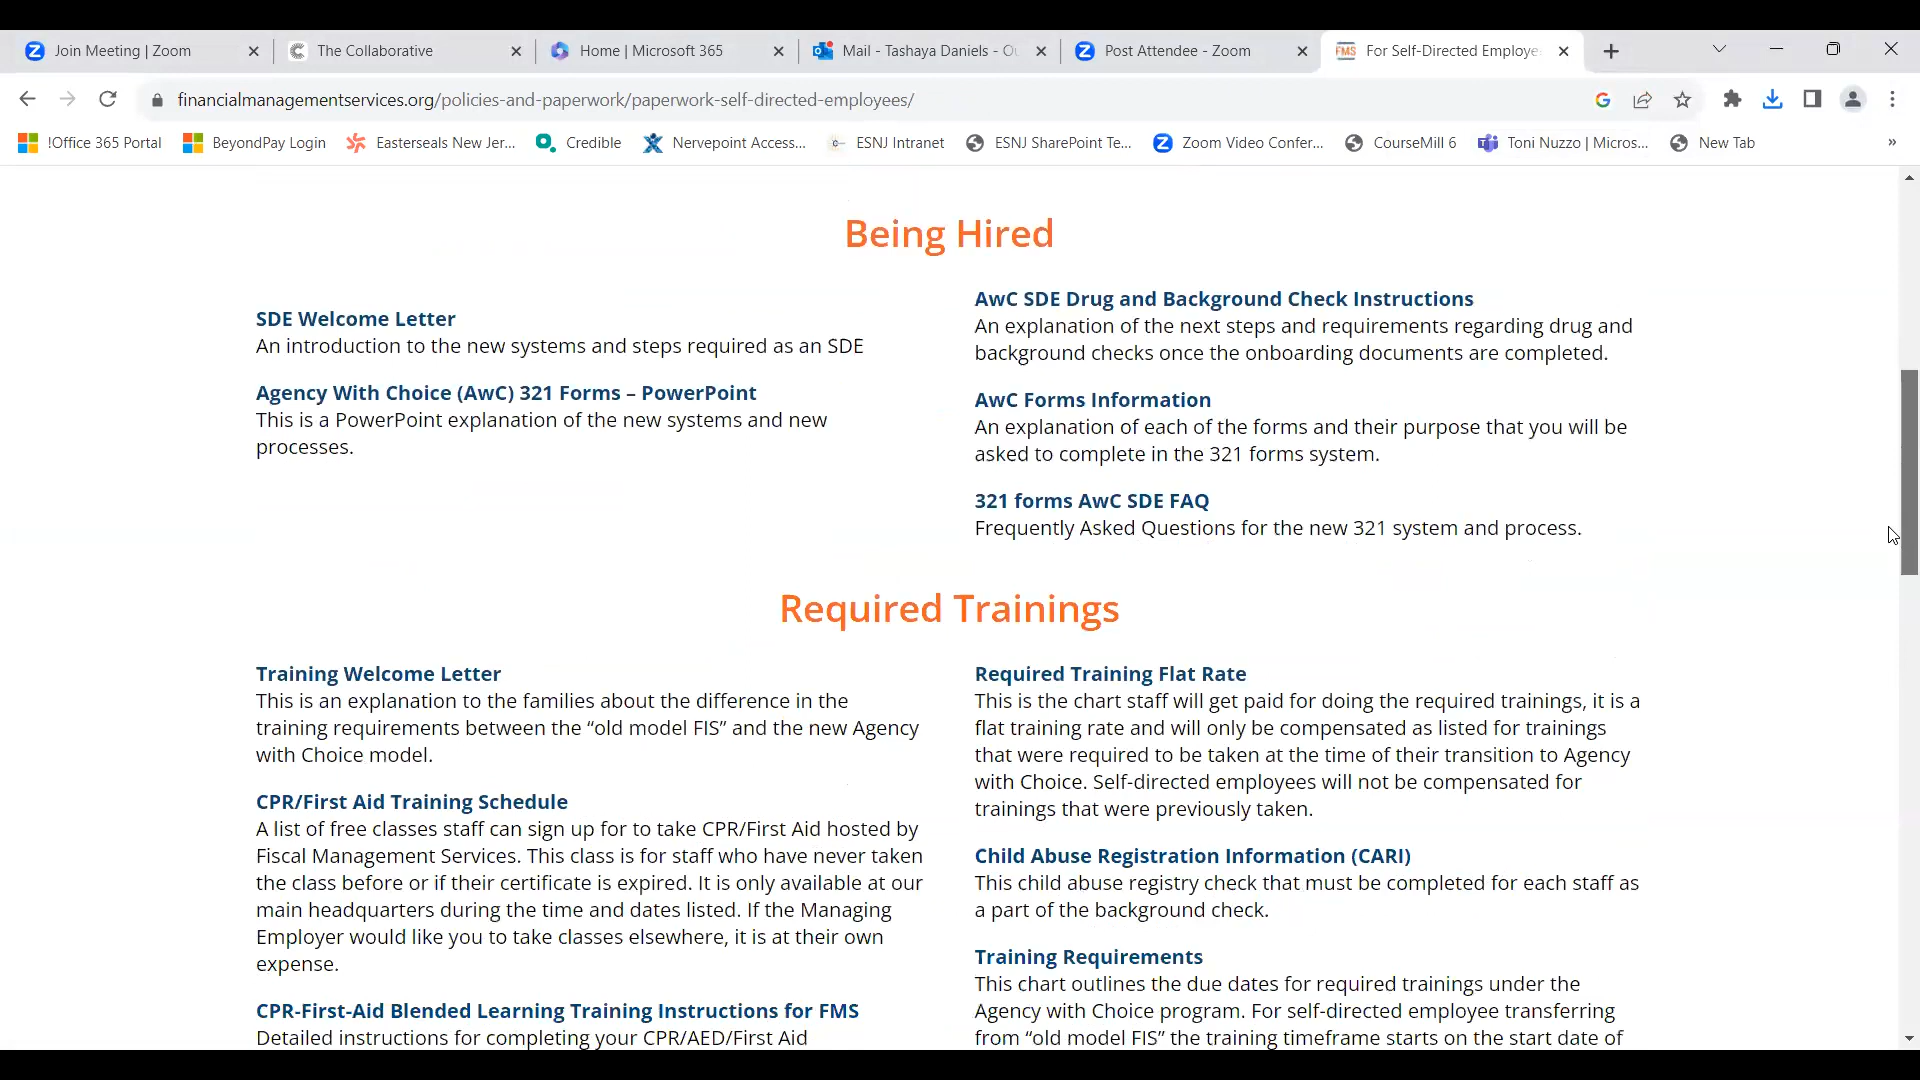 Join Meeting | Zoom
The Collaborative
Home | Microsoft 365
Mail - Tashaya Daniels - Ou
Post Attendee - Zoom
FMS
For Self-Directed Employe
financialmanagementservices.org/policies-and-paperwork/paperwork-self-directed-employees/
!Office 365 Portal
BeyondPay Login
Easterseals New Jer...
Credible
Nervepoint Access...
ESNJ Intranet
ESNJ SharePoint Te...
Zoom Video Confer...
CourseMill 6
Toni Nuzzo | Micros...
New Tab
»
Being Hired
SDE Welcome Letter
An introduction to the new systems and steps required as an SDE
Agency With Choice (AwC) 321 Forms – PowerPoint
This is a PowerPoint explanation of the new systems and new
processes.
AwC SDE Drug and Background Check Instructions
An explanation of the next steps and requirements regarding drug and
background checks once the onboarding documents are completed.
AwC Forms Information
An explanation of each of the forms and their purpose that you will be
asked to complete in the 321 forms system.
321 forms AwC SDE FAQ
Frequently Asked Questions for the new 321 system and process.
Required Trainings
Training Welcome Letter
This is an explanation to the families about the difference in the
training requirements between the “old model FIS” and the new Agency
with Choice model.
CPR/First Aid Training Schedule
A list of free classes staff can sign up for to take CPR/First Aid hosted by
Fiscal Management Services. This class is for staff who have never taken
the class before or if their certificate is expired. It is only available at our
main headquarters during the time and dates listed. If the Managing
Employer would like you to take classes elsewhere, it is at their own
expense.
CPR-First-Aid Blended Learning Training Instructions for FMS
Detailed instructions for completing your CPR/AED/First Aid
Required Training Flat Rate
This is the chart staff will get paid for doing the required trainings, it is a
flat training rate and will only be compensated as listed for trainings
that were required to be taken at the time of their transition to Agency
with Choice. Self-directed employees will not be compensated for
trainings that were previously taken.
Child Abuse Registration Information (CARI)
This child abuse registry check that must be completed for each staff as
a part of the background check.
Training Requirements
This chart outlines the due dates for required trainings under the
Agency with Choice program. For self-directed employee transferring
from “old model FIS” the training timeframe starts on the start date of